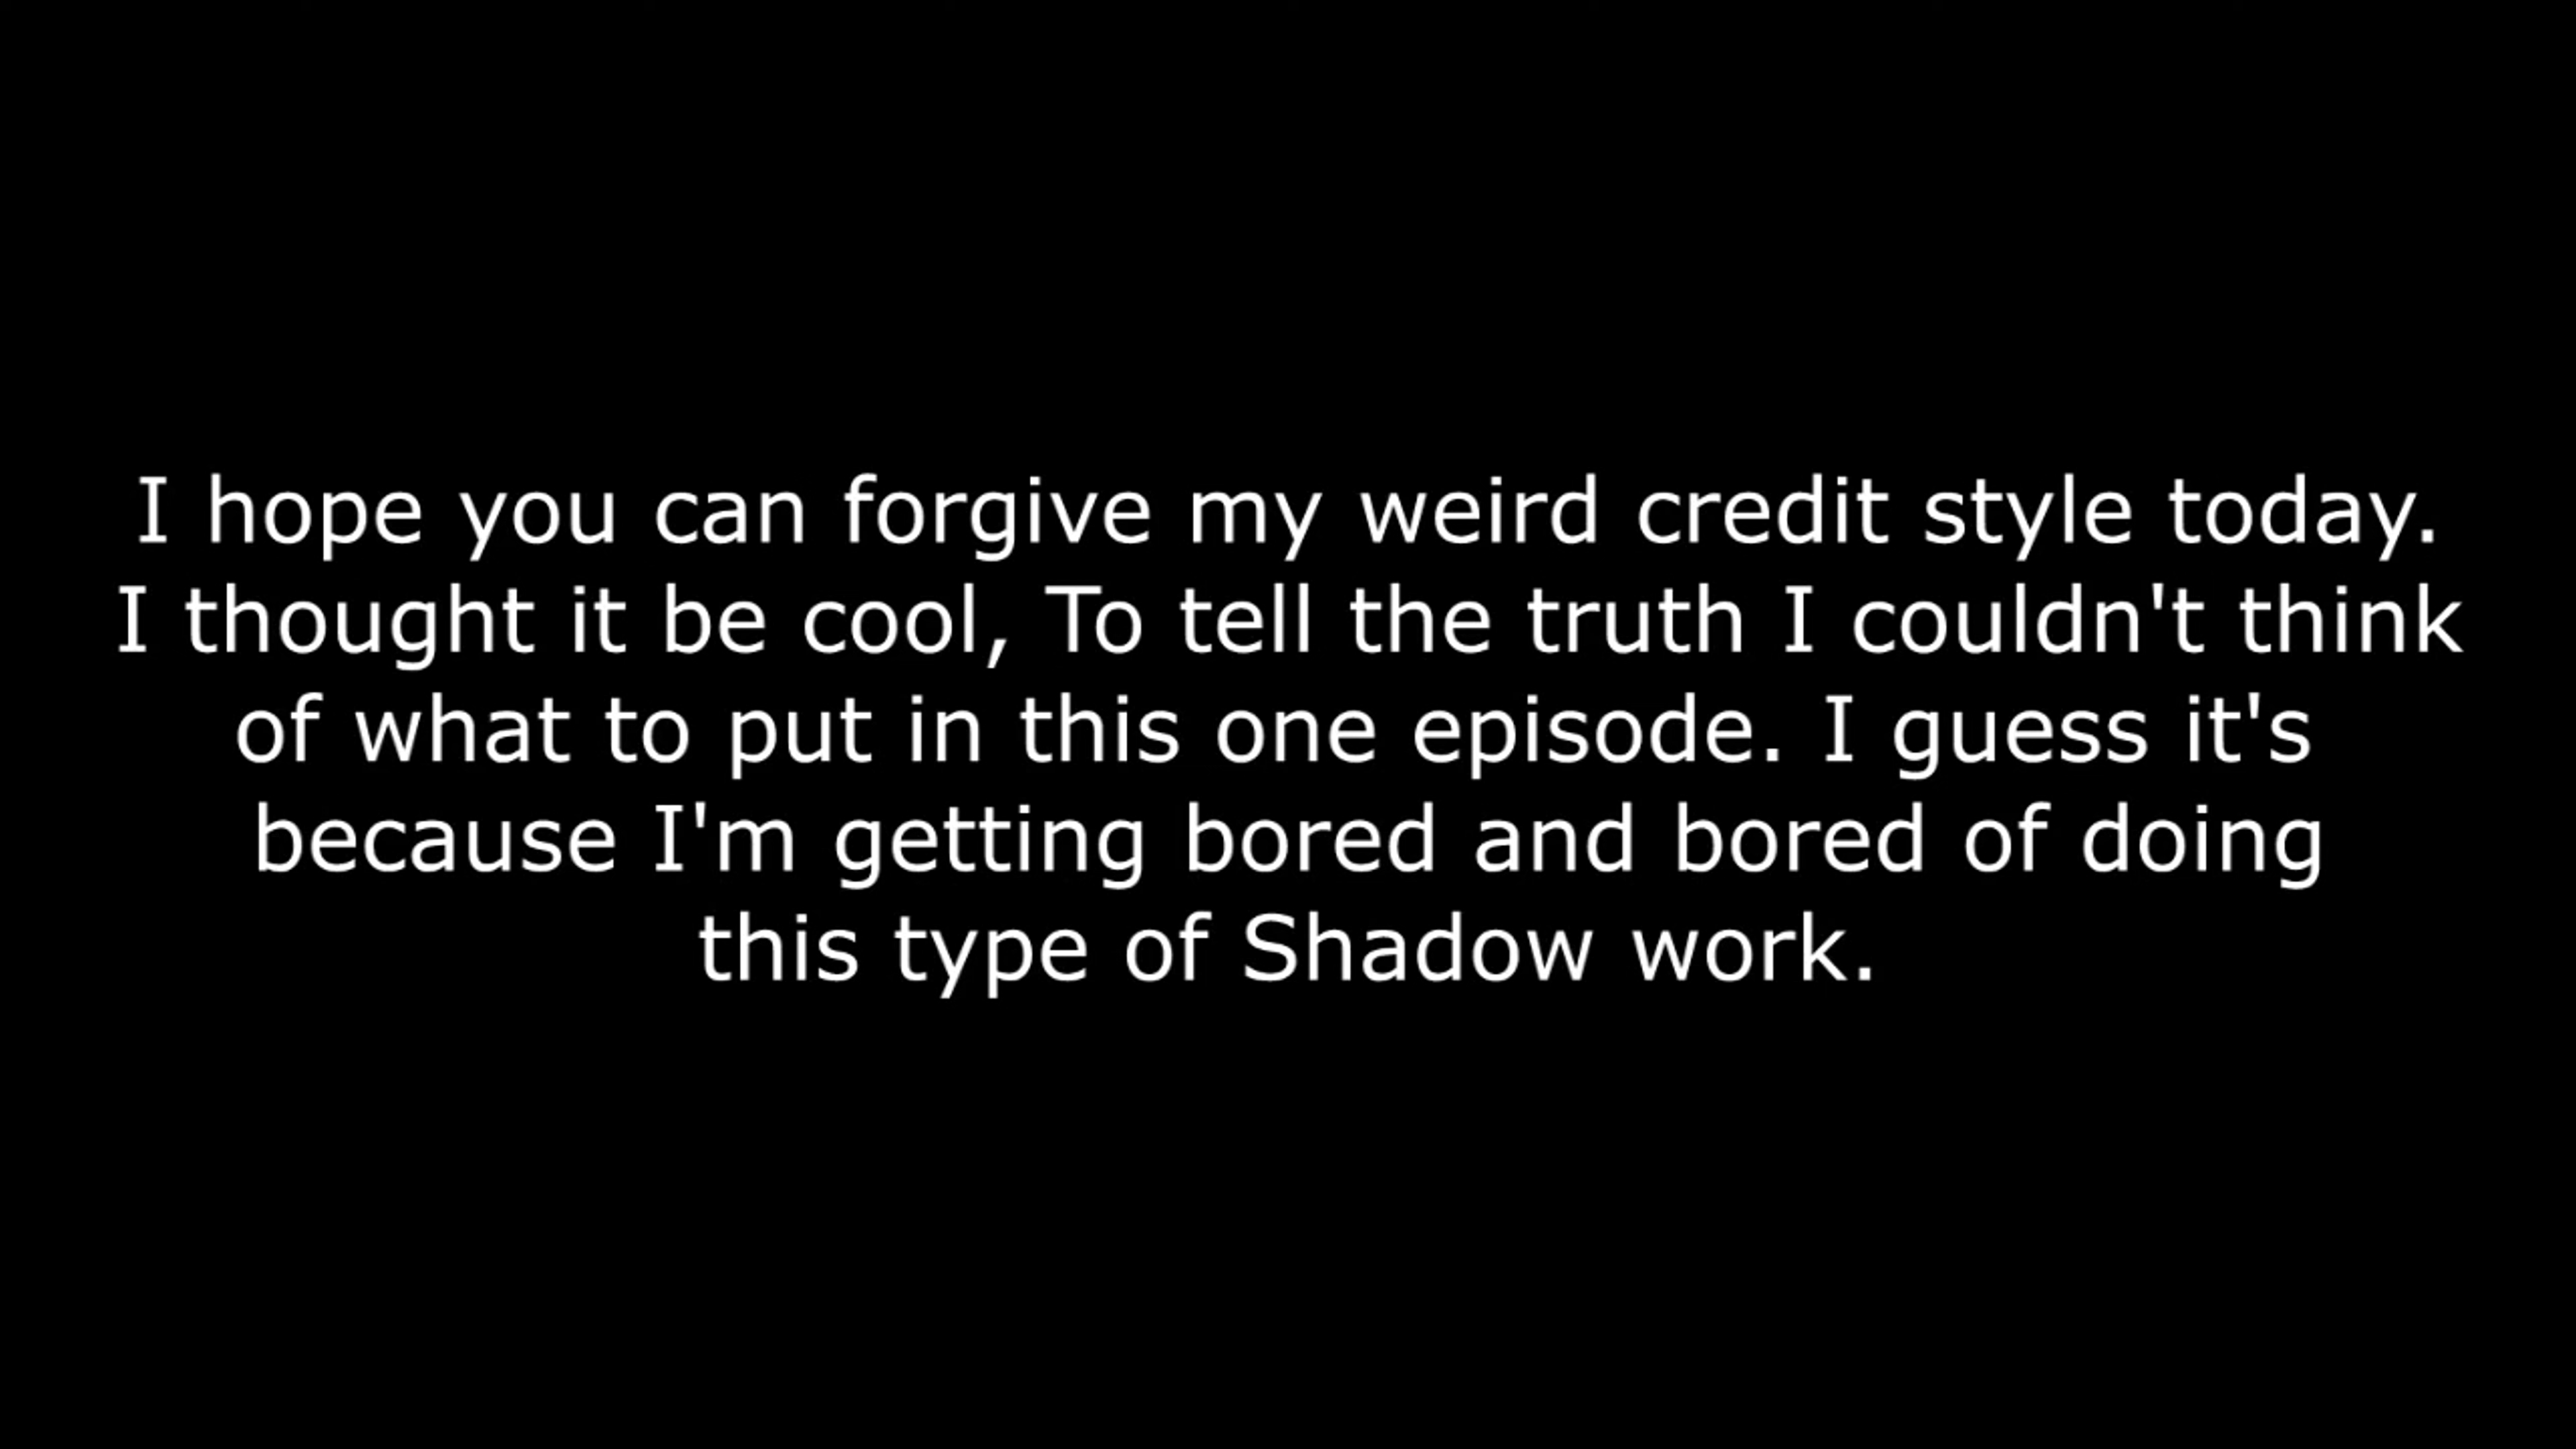 I hope you can forgive my weird credit style today.
I thought it be cool, To tell the truth I couldn't think
of what to put in this one episode. I guess it's
because I'm getting bored and bored of doing
this type of Shadow work.